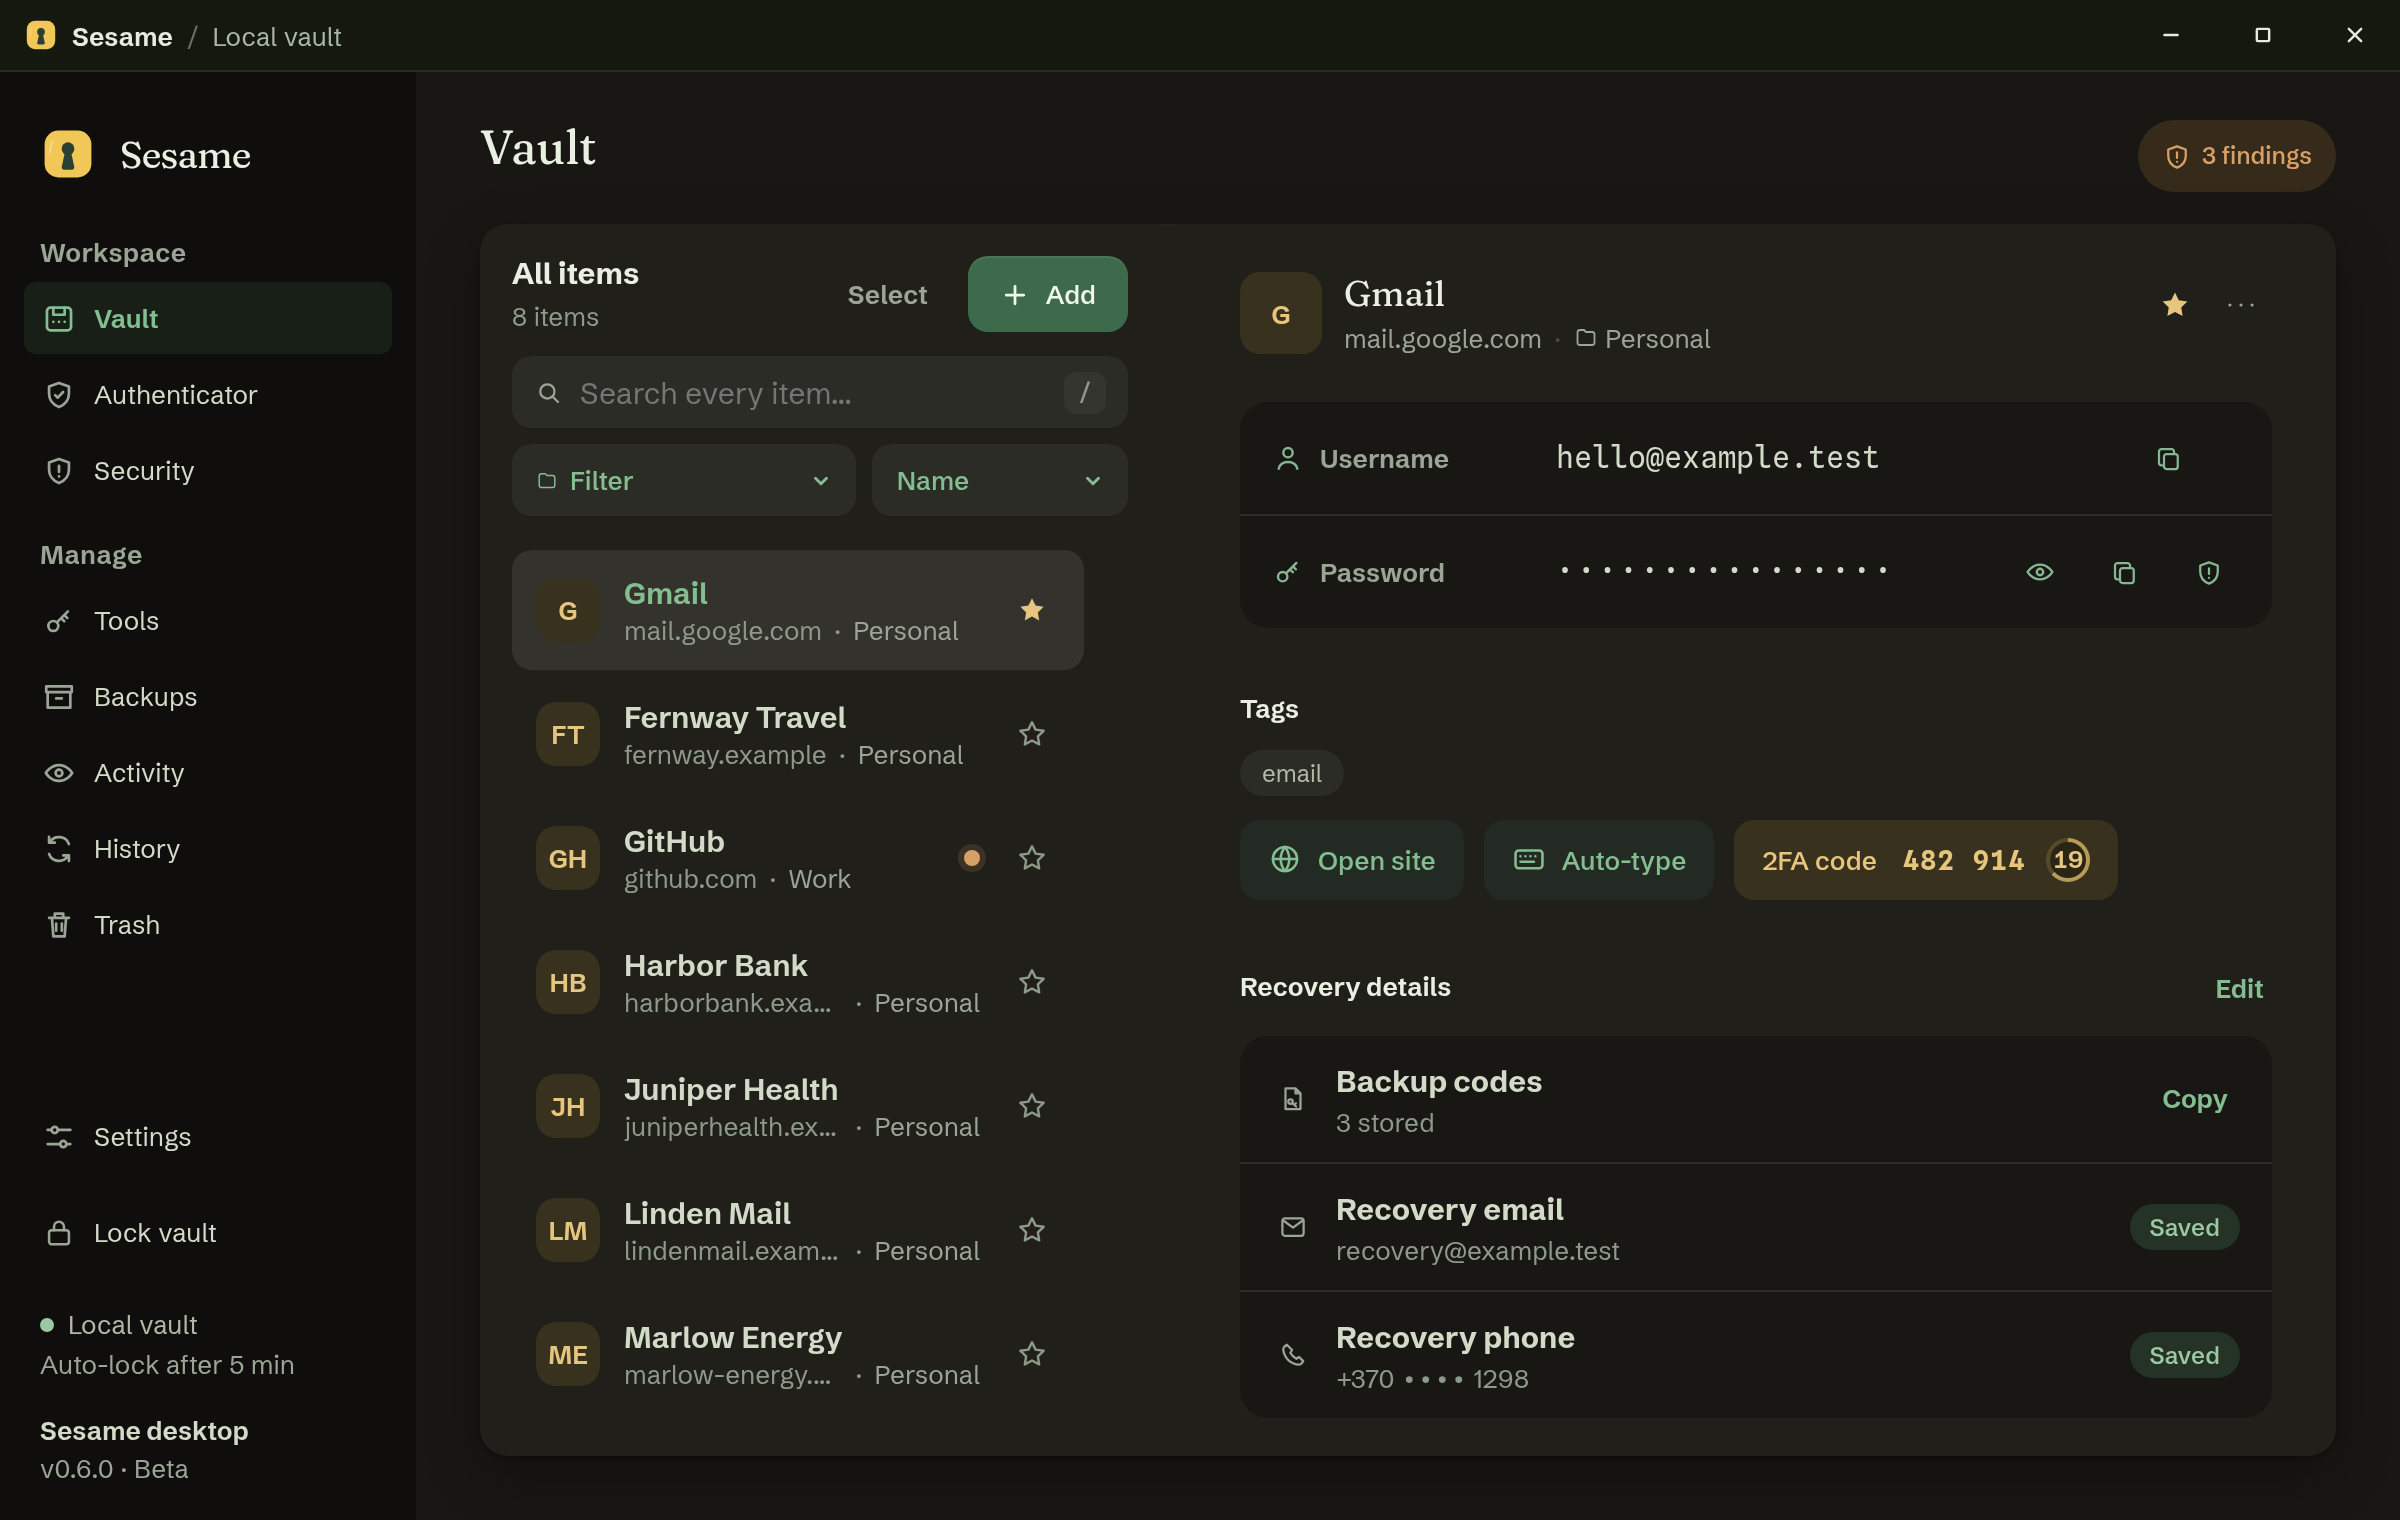 Sesame / Local vault
Sesame
Workspace
Vault
Authenticator
Security
Manage
Tools
Backups
Activity
History
Trash
Settings
Lock vault
Local vault
Auto-lock after 5 min
Sesame desktop
v0.6.0 · Beta
Vault
3 findings
All items
8 items
Select
+ Add
Search every item...
/
Filter
Name
G
Gmail
mail.google.com · Personal
FT
Fernway Travel
fernway.example · Personal
GH
GitHub
github.com · Work
HB
Harbor Bank
harborbank.exa... · Personal
JH
Juniper Health
juniperhealth.ex... · Personal
LM
Linden Mail
lindenmail.exam... · Personal
ME
Marlow Energy
marlow-energy.... · Personal
G
Gmail
mail.google.com · Personal
Username hello@example.test
Password ••••••••••••••••
Tags
email
Open site
Auto-type
2FA code 482 914 19
Recovery details
Edit
Backup codes
3 stored
Copy
Recovery email
recovery@example.test
Saved
Recovery phone
+370 •••• 1298
Saved